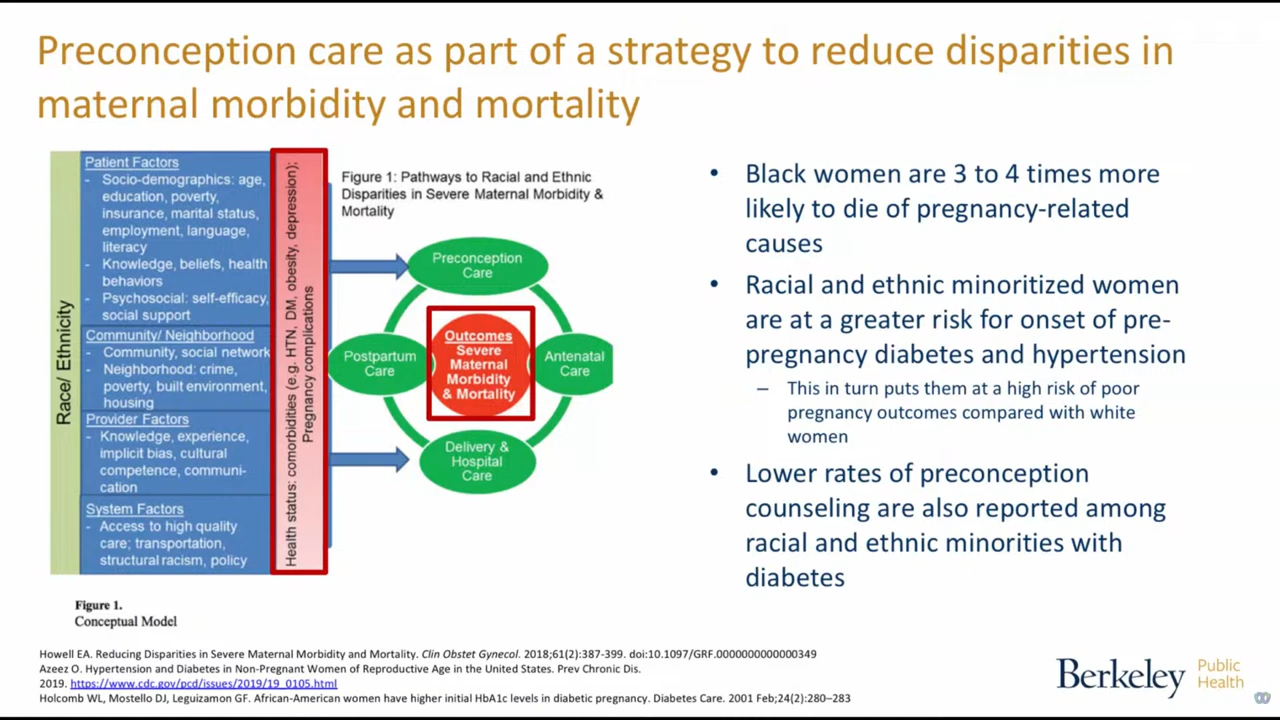 Preconception care as part of a strategy to reduce disparities in
maternal morbidity and mortality
Race/ Ethnicity
Patient Factors
- Socio-demographics: age,
education, poverty,
insurance, marital status,
employment, language,
literacy
- Knowledge, beliefs, health
behaviors
- Psychosocial: self-efficacy,
social support
Community/ Neighborhood
- Community, social network
- Neighborhood: crime,
poverty, built environment,
housing
Provider Factors
- Knowledge, experience,
implicit bias, cultural
competence, communi-
cation
System Factors
- Access to high quality
care; transportation,
structural racism, policy
Health status: comorbidities (e.g. HTN, DM, obesity, depression);
Pregnancy complications
Figure 1: Pathways to Racial and Ethnic
Disparities in Severe Maternal Morbidity &
Mortality
Preconception
Care
Postpartum
Care
Outcomes
Severe
Maternal
Morbidity
& Mortality
Antenatal
Care
Delivery &
Hospital
Care
Figure 1.
Conceptual Model
• Black women are 3 to 4 times more
likely to die of pregnancy-related
causes
• Racial and ethnic minoritized women
are at a greater risk for onset of pre-
pregnancy diabetes and hypertension
– This in turn puts them at a high risk of poor
pregnancy outcomes compared with white
women
• Lower rates of preconception
counseling are also reported among
racial and ethnic minorities with
diabetes
Howell EA. Reducing Disparities in Severe Maternal Morbidity and Mortality. Clin Obstet Gynecol. 2018;61(2):387-399. doi:10.1097/GRF.0000000000000349
Azeez O. Hypertension and Diabetes in Non-Pregnant Women of Reproductive Age in the United States. Prev Chronic Dis.
2019. https://www.cdc.gov/pcd/issues/2019/19_0105.html
Holcomb WL, Mostello DJ, Leguizamon GF. African-American women have higher initial HbA1c levels in diabetic pregnancy. Diabetes Care. 2001 Feb;24(2):280–283
Berkeley
Public
Health